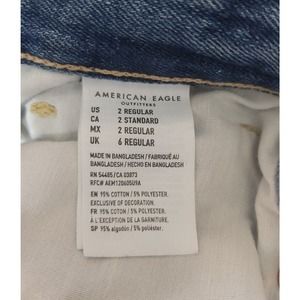 AMERICAN EAGLE
OUTFITTERS
US 2 REGULAR
CA 2 STANDARD
MX 2 REGULAR
UK 6 REGULAR
MADE IN BANGLADESH / FABRIQUÉ AU
BANGLADESH / HECHO EN BANGLADESH
RN 54485/CA 03873
RFC# AEM1206050U9A
EN 95% COTTON / 5% POLYESTER.
EXCLUSIVE OF DECORATION.
FR 95% COTON / 5% POLYESTER.
À L'EXCEPTION DE LA GARNITURE.
SP 95% algodón / 5% poliéster.